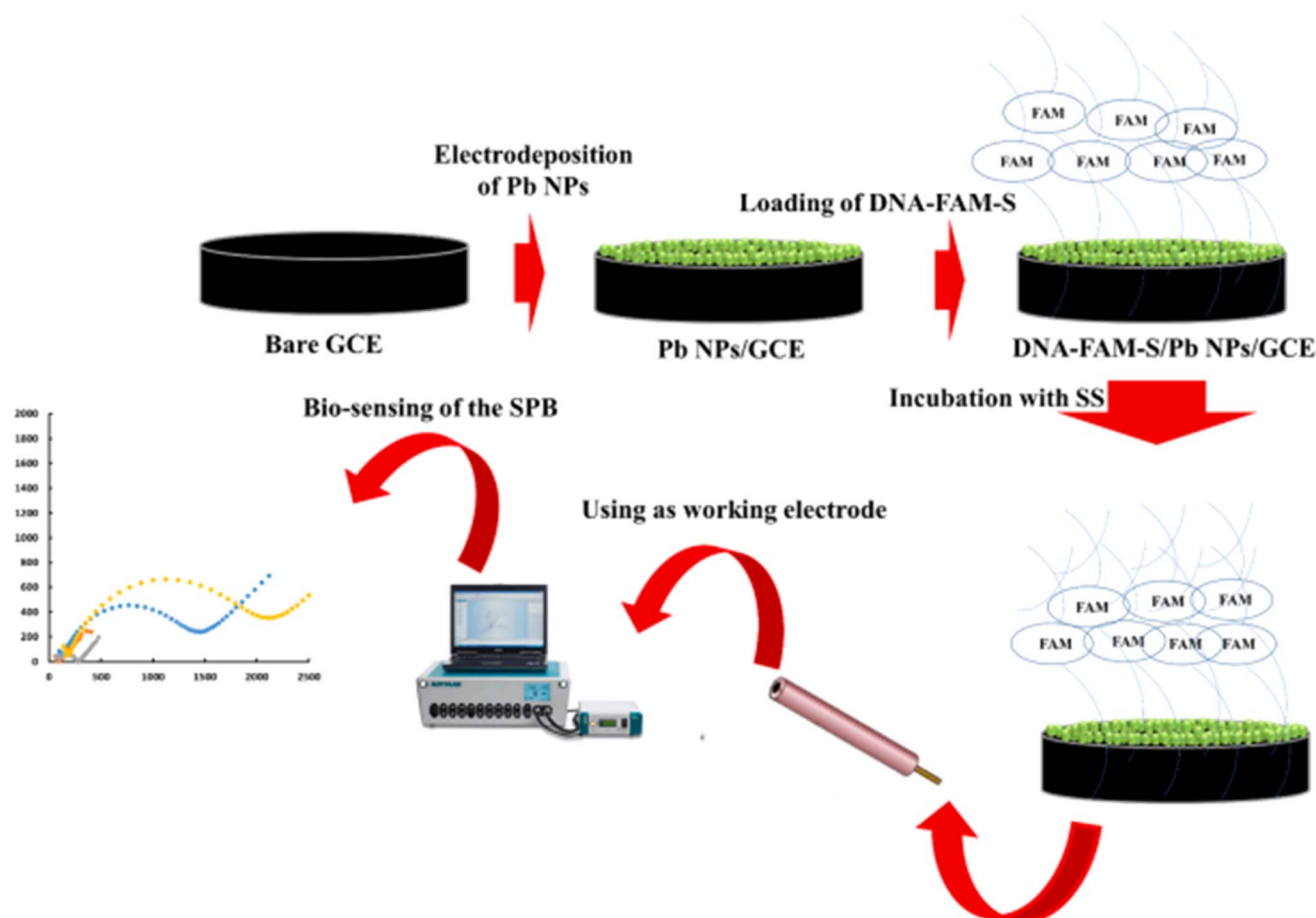 Electrodeposition
of Pb NPs
Loading of DNA-FAM-S
FAM
FAM
FAM
FAM
FAM
FAM
FAM
Bare GCE
Pb NPs/GCE
DNA-FAM-S/Pb NPs/GCE
Incubation with SS
Bio-sensing of the SPB
Using as working electrode
FAM
FAM
FAM
FAM
FAM
FAM
FAM
2000
1800
1600
1400
1200
1000
800
600
400
200
0
0
500
1000
1500
2000
2500
AUTOLAB